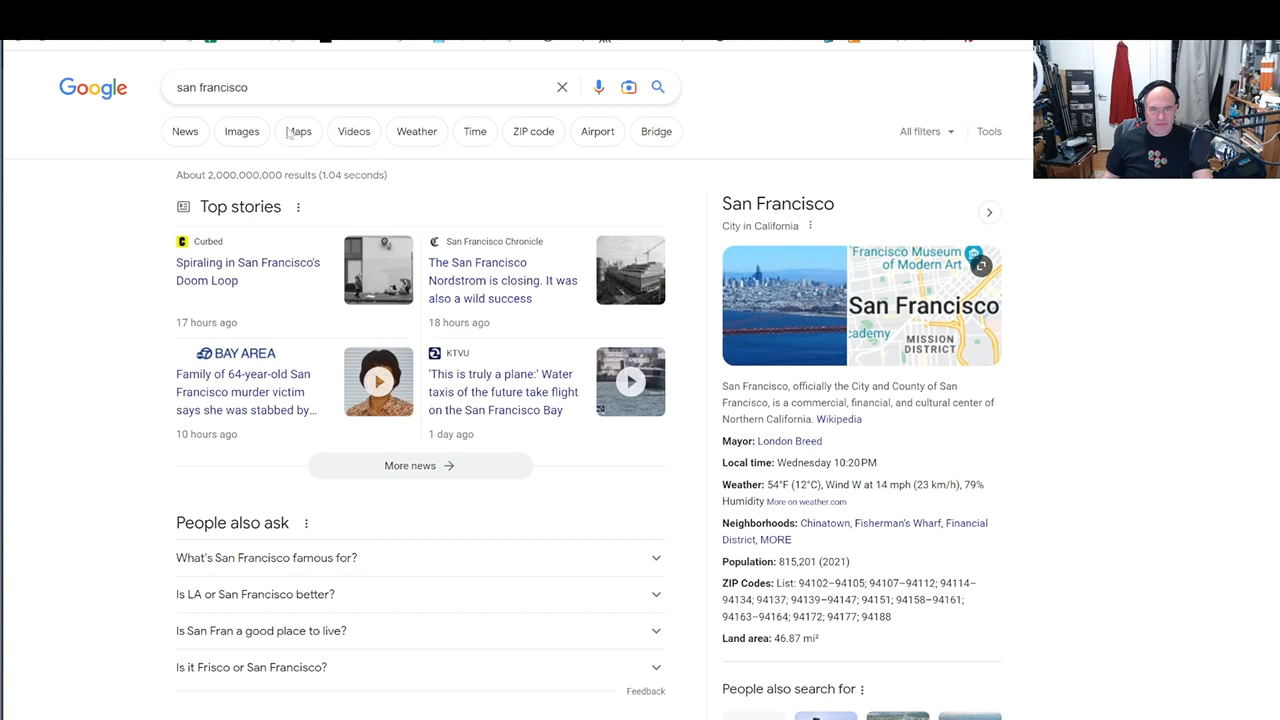 Google
san francisco
News
Images
Maps
Videos
Weather
Time
ZIP code
Airport
Bridge
All filters
Tools
About 2,000,000,000 results (1.04 seconds)
Top stories
Curbed
Spiraling in San Francisco's
Doom Loop
17 hours ago
San Francisco Chronicle
The San Francisco
Nordstrom is closing. It was
also a wild success
18 hours ago
BAY AREA
Family of 64-year-old San
Francisco murder victim
says she was stabbed by...
10 hours ago
KTVU
'This is truly a plane:' Water
taxis of the future take flight
on the San Francisco Bay
1 day ago
More news
People also ask
What's San Francisco famous for?
Is LA or San Francisco better?
Is San Fran a good place to live?
Is it Frisco or San Francisco?
Feedback
San Francisco
City in California
Francisco Museum
of Modern Art
San Francisco
cademy
MISSION
DISTRICT
San Francisco, officially the City and County of San
Francisco, is a commercial, financial, and cultural center of
Northern California. Wikipedia
Mayor: London Breed
Local time: Wednesday 10:20 PM
Weather: 54°F (12°C), Wind W at 14 mph (23 km/h), 79%
Humidity More on weather.com
Neighborhoods: Chinatown, Fisherman's Wharf, Financial
District, MORE
Population: 815,201 (2021)
ZIP Codes: List: 94102–94105; 94107–94112; 94114–
94134; 94137; 94139–94147; 94151; 94158–94161;
94163–94164; 94172; 94177; 94188
Land area: 46.87 mi²
People also search for